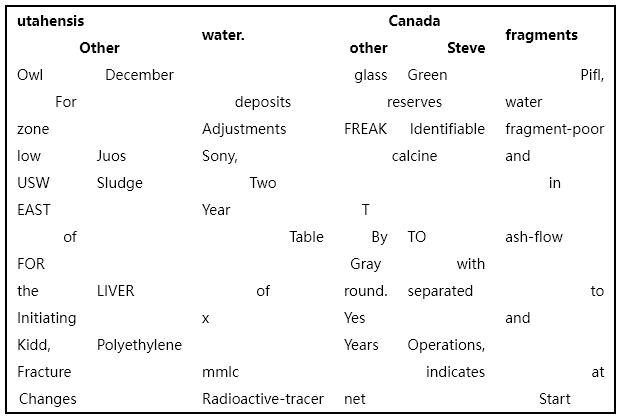 utahensis Canada
water. fragments
Other other Steve
Owl December glass Green Pifl,
For deposits reserves water
zone Adjustments FREAK Identifiable fragment-poor
low Juos Sony, calcine and
USW Sludge Two in
EAST Year T
of Table By TO ash-flow
FOR Gray with
the LIVER of round. separated to
Initiating x Yes and
Kidd, Polyethylene Years Operations,
Fracture mmlc indicates at
Changes Radioactive-tracer net Start